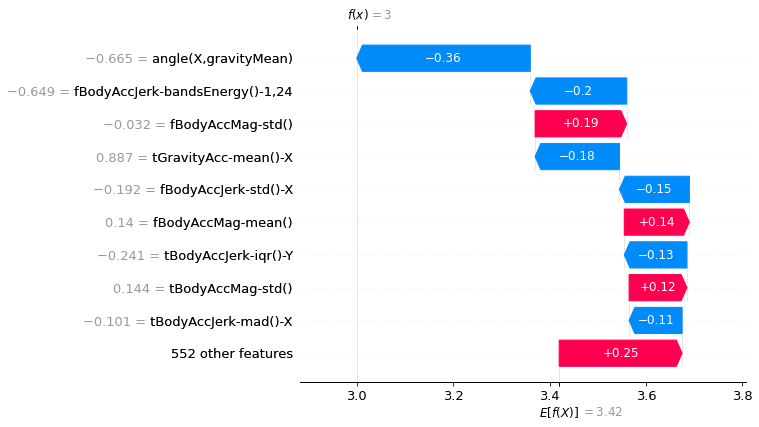 f(x) = 3
−0.665 = angle(X,gravityMean) −0.36
−0.649 = fBodyAccJerk-bandsEnergy()-1,24 −0.2
−0.032 = fBodyAccMag-std() +0.19
0.887 = tGravityAcc-mean()-X −0.18
−0.192 = fBodyAccJerk-std()-X −0.15
0.14 = fBodyAccMag-mean() +0.14
−0.241 = tBodyAccJerk-iqr()-Y −0.13
0.144 = tBodyAccMag-std() +0.12
−0.101 = tBodyAccJerk-mad()-X −0.11
552 other features +0.25
3.0 3.2 3.4 3.6 3.8
E[f(X)] = 3.42